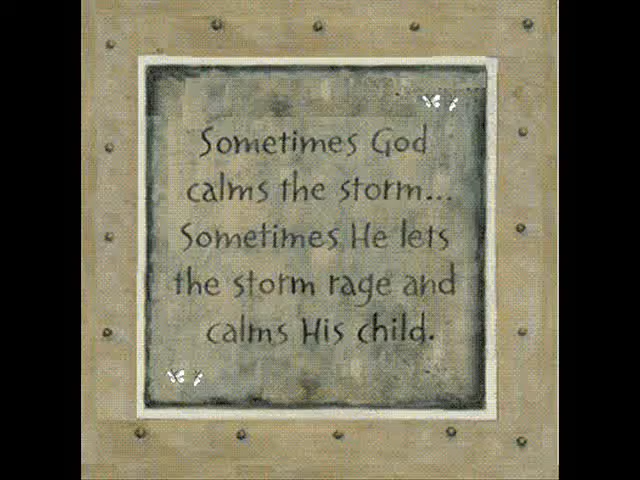 Sometimes God
calms the storm...
Sometimes He lets
the storm rage and
calms His child.